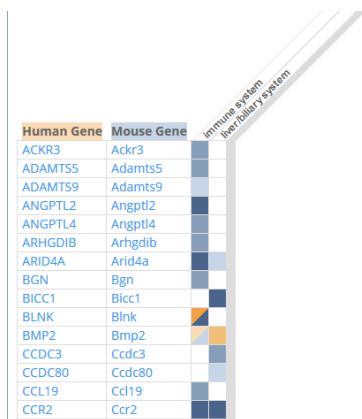 immune system
liver/biliary system
Human Gene Mouse Gene
ACKR3 Ackr3
ADAMTS5 Adamts5
ADAMTS9 Adamts9
ANGPTL2 Angptl2
ANGPTL4 Angptl4
ARHGDIB Arhgdib
ARID4A Arid4a
BGN Bgn
BICC1 Bicc1
BLNK Blnk
BMP2 Bmp2
CCDC3 Ccdc3
CCDC80 Ccdc80
CCL19 Ccl19
CCR2 Ccr2